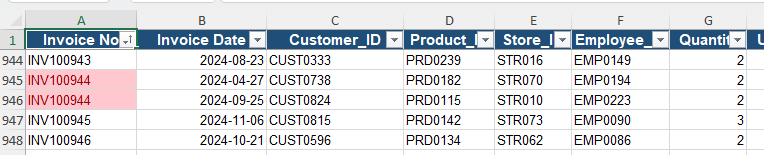 A B C D E F G
1 Invoice No Invoice Date Customer_ID Product_I Store_I Employee_ Quantit
944 INV100943 2024-08-23 CUST0333 PRD0239 STR016 EMP0149 2
945 INV100944 2024-04-27 CUST0738 PRD0182 STR070 EMP0194 2
946 INV100944 2024-09-25 CUST0824 PRD0115 STR010 EMP0223 2
947 INV100945 2024-11-06 CUST0815 PRD0142 STR073 EMP0090 3
948 INV100946 2024-10-21 CUST0596 PRD0134 STR062 EMP0086 2